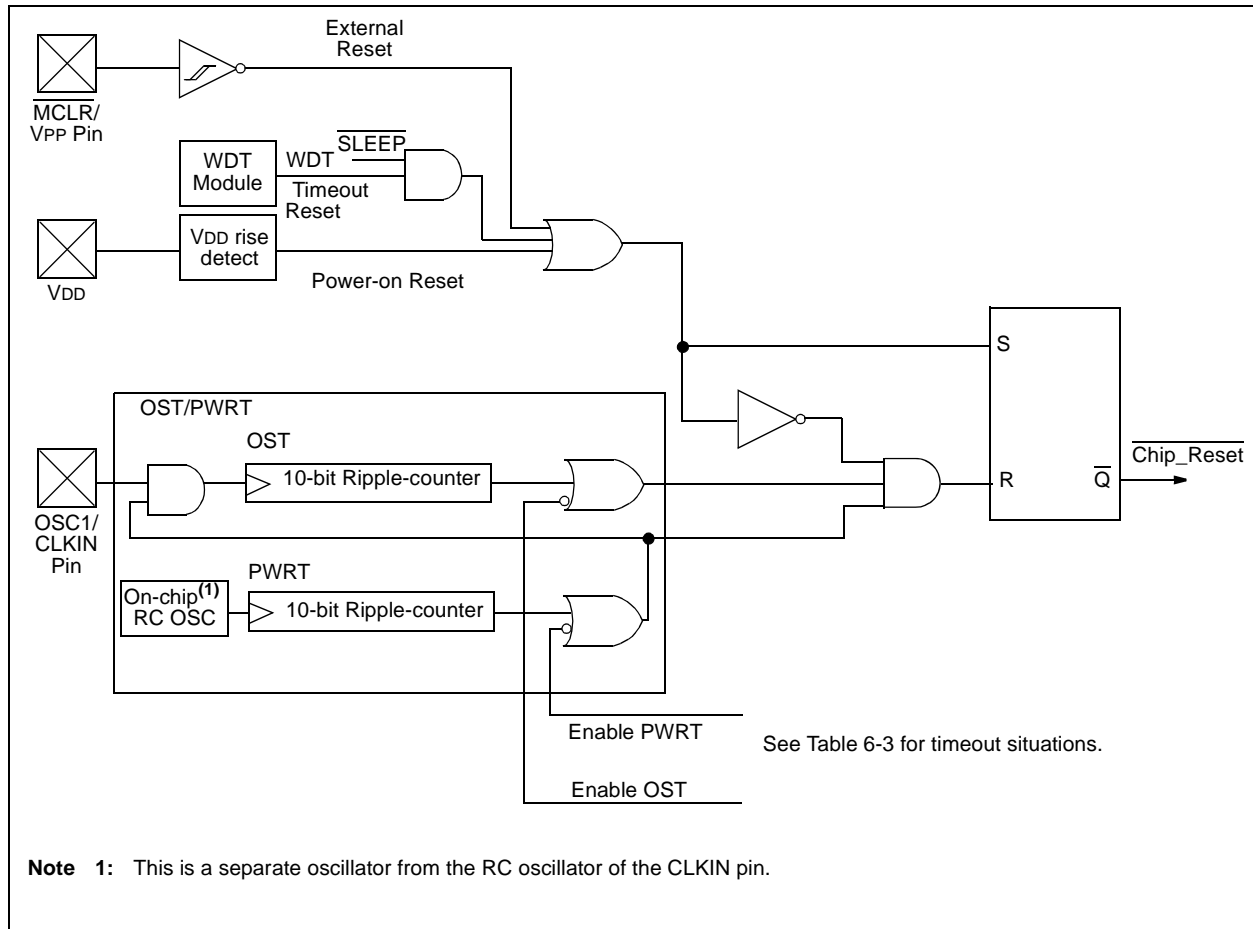 External
Reset
MCLR/
VPP Pin
SLEEP
WDT
Module
WDT
Timeout
Reset
VDD rise
detect
VDD
Power-on Reset
S
OST/PWRT
OST
10-bit Ripple-counter
Chip_Reset
R
Q
OSC1/
CLKIN
Pin
PWRT
On-chip(1)
RC OSC
10-bit Ripple-counter
Enable PWRT
See Table 6-3 for timeout situations.
Enable OST
Note 1: This is a separate oscillator from the RC oscillator of the CLKIN pin.